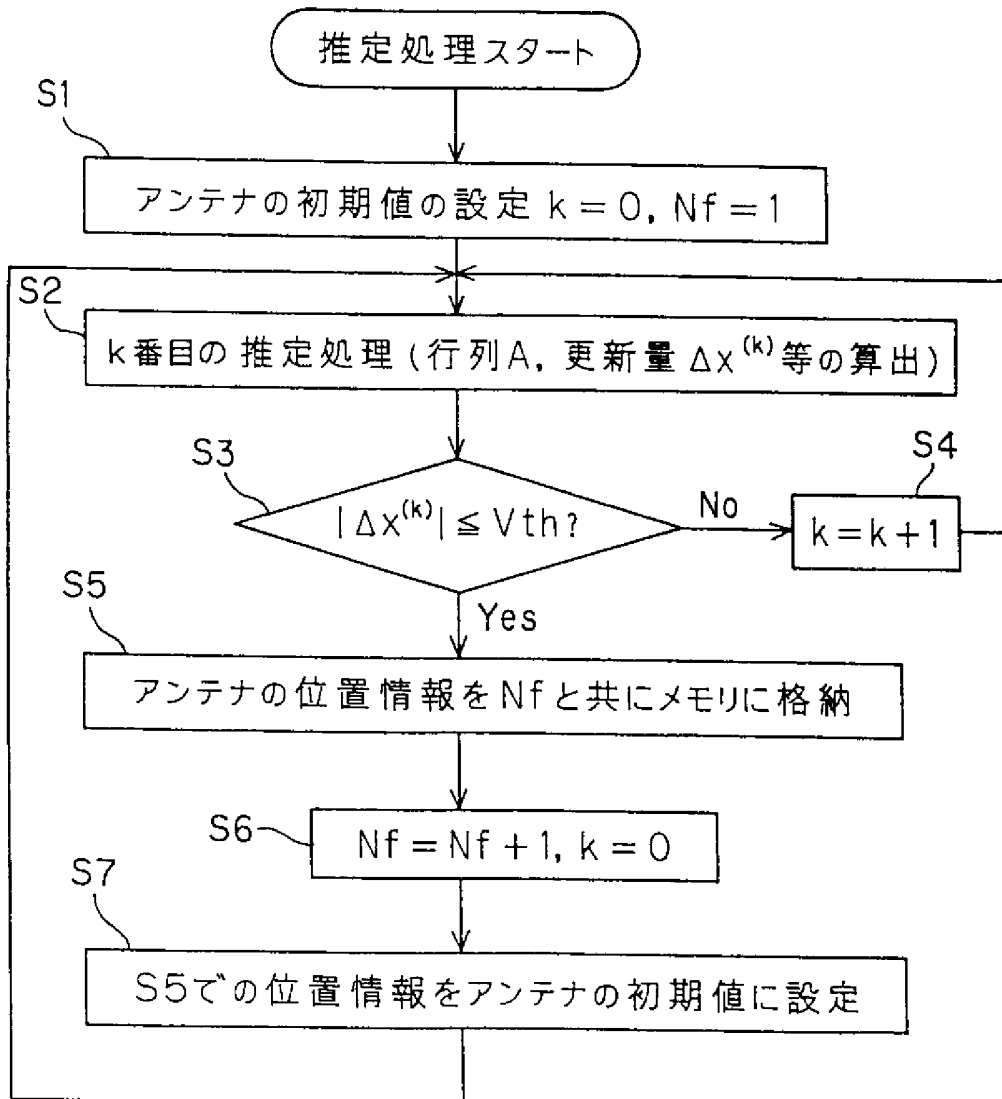 推定処理スタート
S1
アンテナの初期値の設定 k=0, Nf=1
S2
k番目の推定処理(行列A, 更新量 Δx(k)等の算出)
S3
|Δx(k)|≦Vth?
No
S4
k=k+1
Yes
S5
アンテナの位置情報をNfと共にメモリに格納
S6
Nf=Nf+1, k=0
S7
S5での位置情報をアンテナの初期値に設定